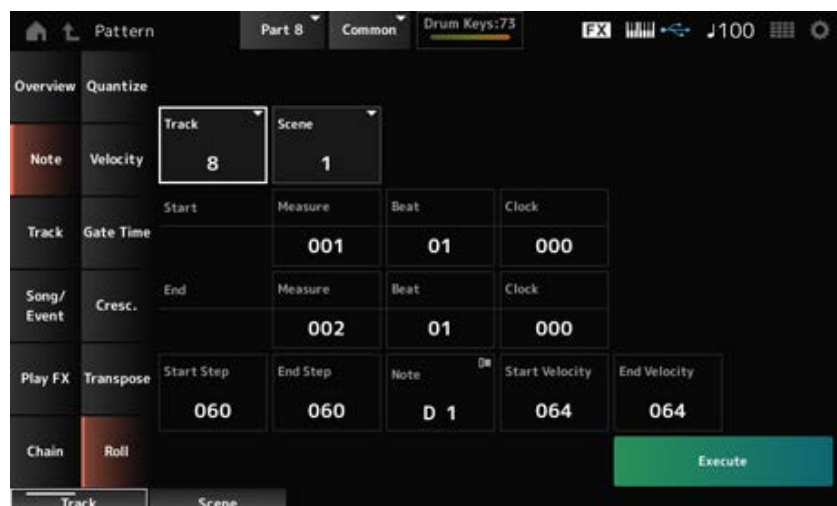 Pattern
Part 8
Common
Drum Keys:73
FX
♩100
Overview
Quantize
Track
8
Scene
1
Note
Velocity
Start
Measure
001
Beat
01
Clock
000
Track
Gate Time
End
Measure
002
Beat
01
Clock
000
Song/
Event
Cresc.
Start Step
060
End Step
060
Note
D 1
Start Velocity
064
End Velocity
064
Play FX
Transpose
Chain
Roll
Execute
Track
Scene